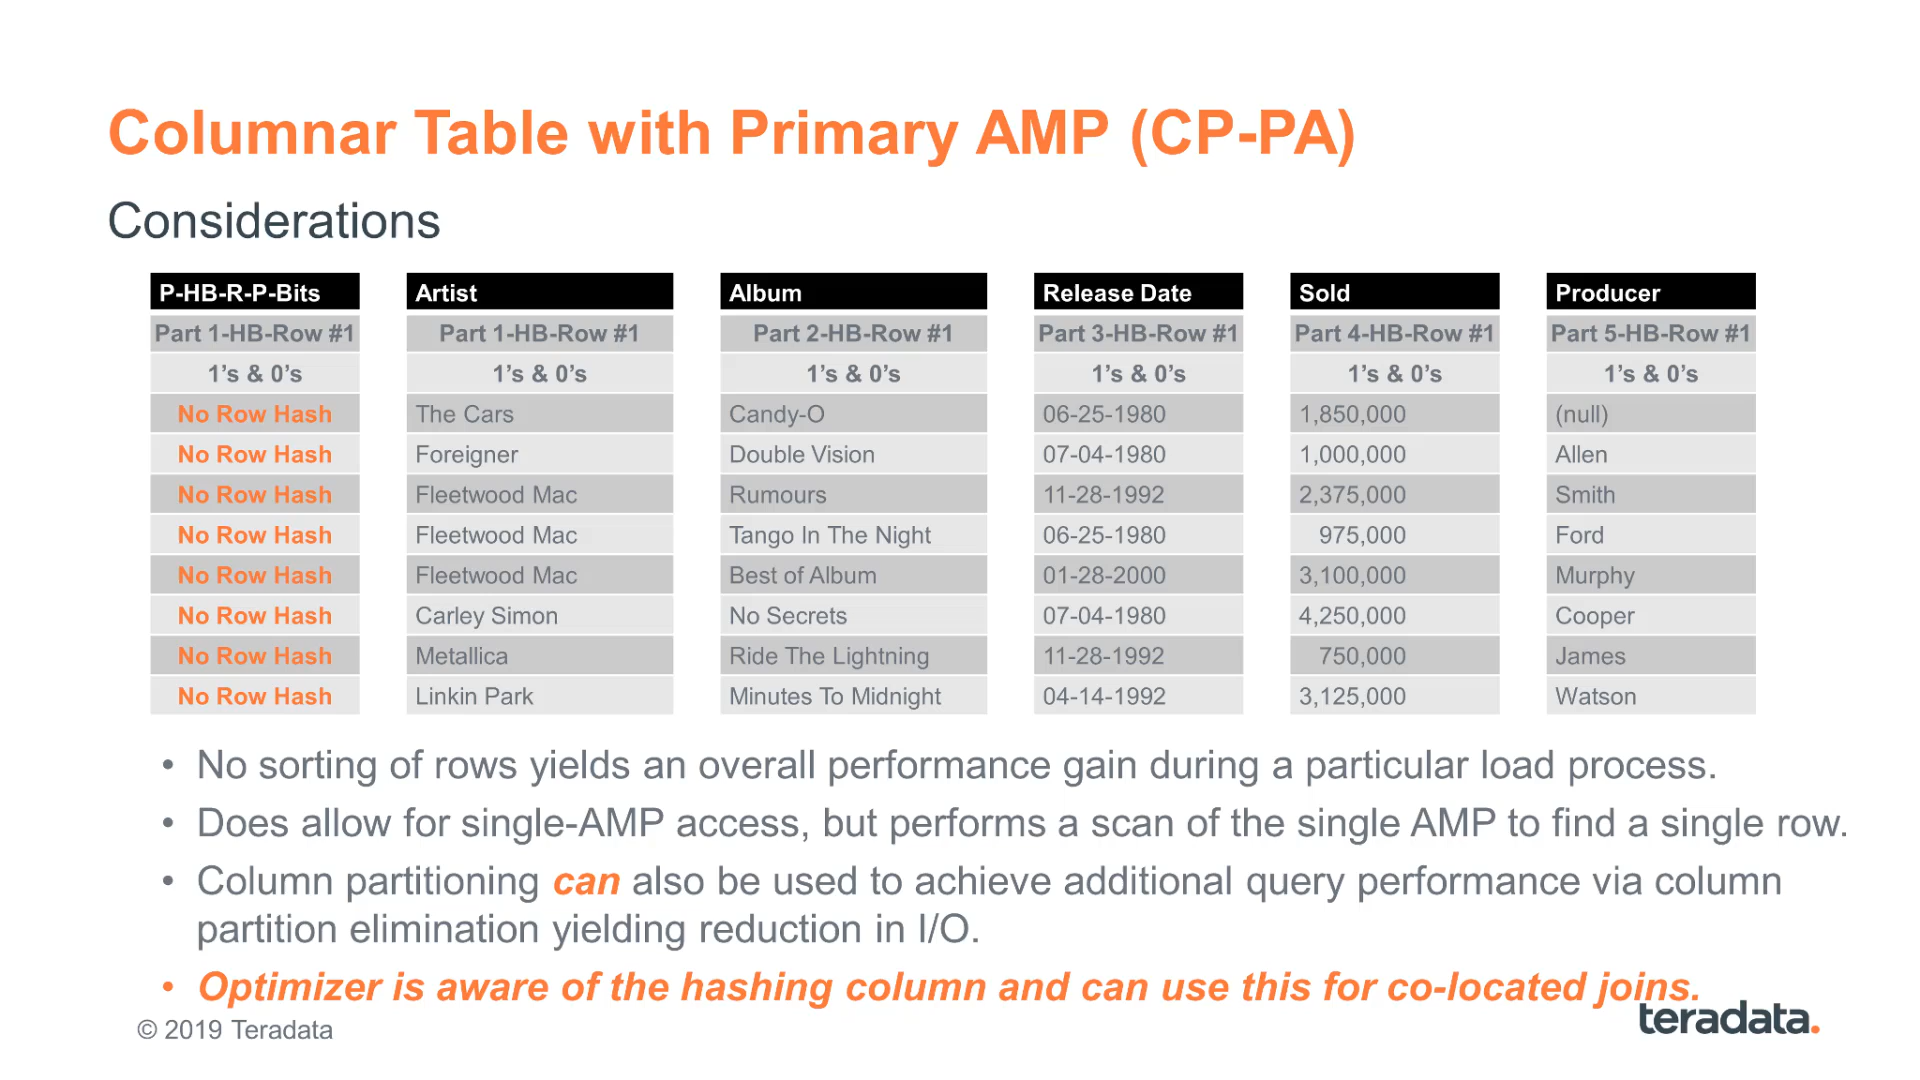 Columnar Table with Primary AMP (CP-PA)
Considerations
P-HB-R-P-Bits Artist Album Release Date Sold Producer
Part 1-HB-Row #1 Part 1-HB-Row #1 Part 2-HB-Row #1 Part 3-HB-Row #1 Part 4-HB-Row #1 Part 5-HB-Row #1
1’s & 0’s 1’s & 0’s 1’s & 0’s 1’s & 0’s 1’s & 0’s 1’s & 0’s
No Row Hash The Cars Candy-O 06-25-1980 1,850,000 (null)
No Row Hash Foreigner Double Vision 07-04-1980 1,000,000 Allen
No Row Hash Fleetwood Mac Rumours 11-28-1992 2,375,000 Smith
No Row Hash Fleetwood Mac Tango In The Night 06-25-1980 975,000 Ford
No Row Hash Fleetwood Mac Best of Album 01-28-2000 3,100,000 Murphy
No Row Hash Carley Simon No Secrets 07-04-1980 4,250,000 Cooper
No Row Hash Metallica Ride The Lightning 11-28-1992 750,000 James
No Row Hash Linkin Park Minutes To Midnight 04-14-1992 3,125,000 Watson
• No sorting of rows yields an overall performance gain during a particular load process.
• Does allow for single-AMP access, but performs a scan of the single AMP to find a single row.
• Column partitioning can also be used to achieve additional query performance via column
partition elimination yielding reduction in I/O.
• Optimizer is aware of the hashing column and can use this for co-located joins.
© 2019 Teradata
teradata.